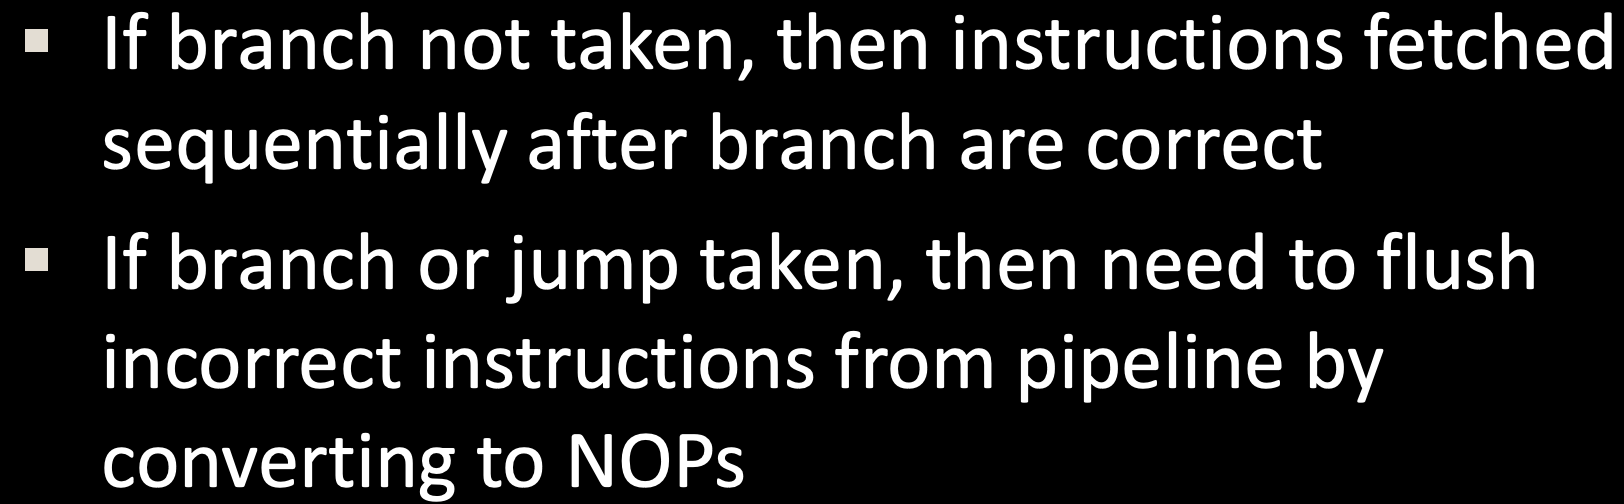 ▪ If branch not taken, then instructions fetched
sequentially after branch are correct
▪ If branch or jump taken, then need to flush
incorrect instructions from pipeline by
converting to NOPs